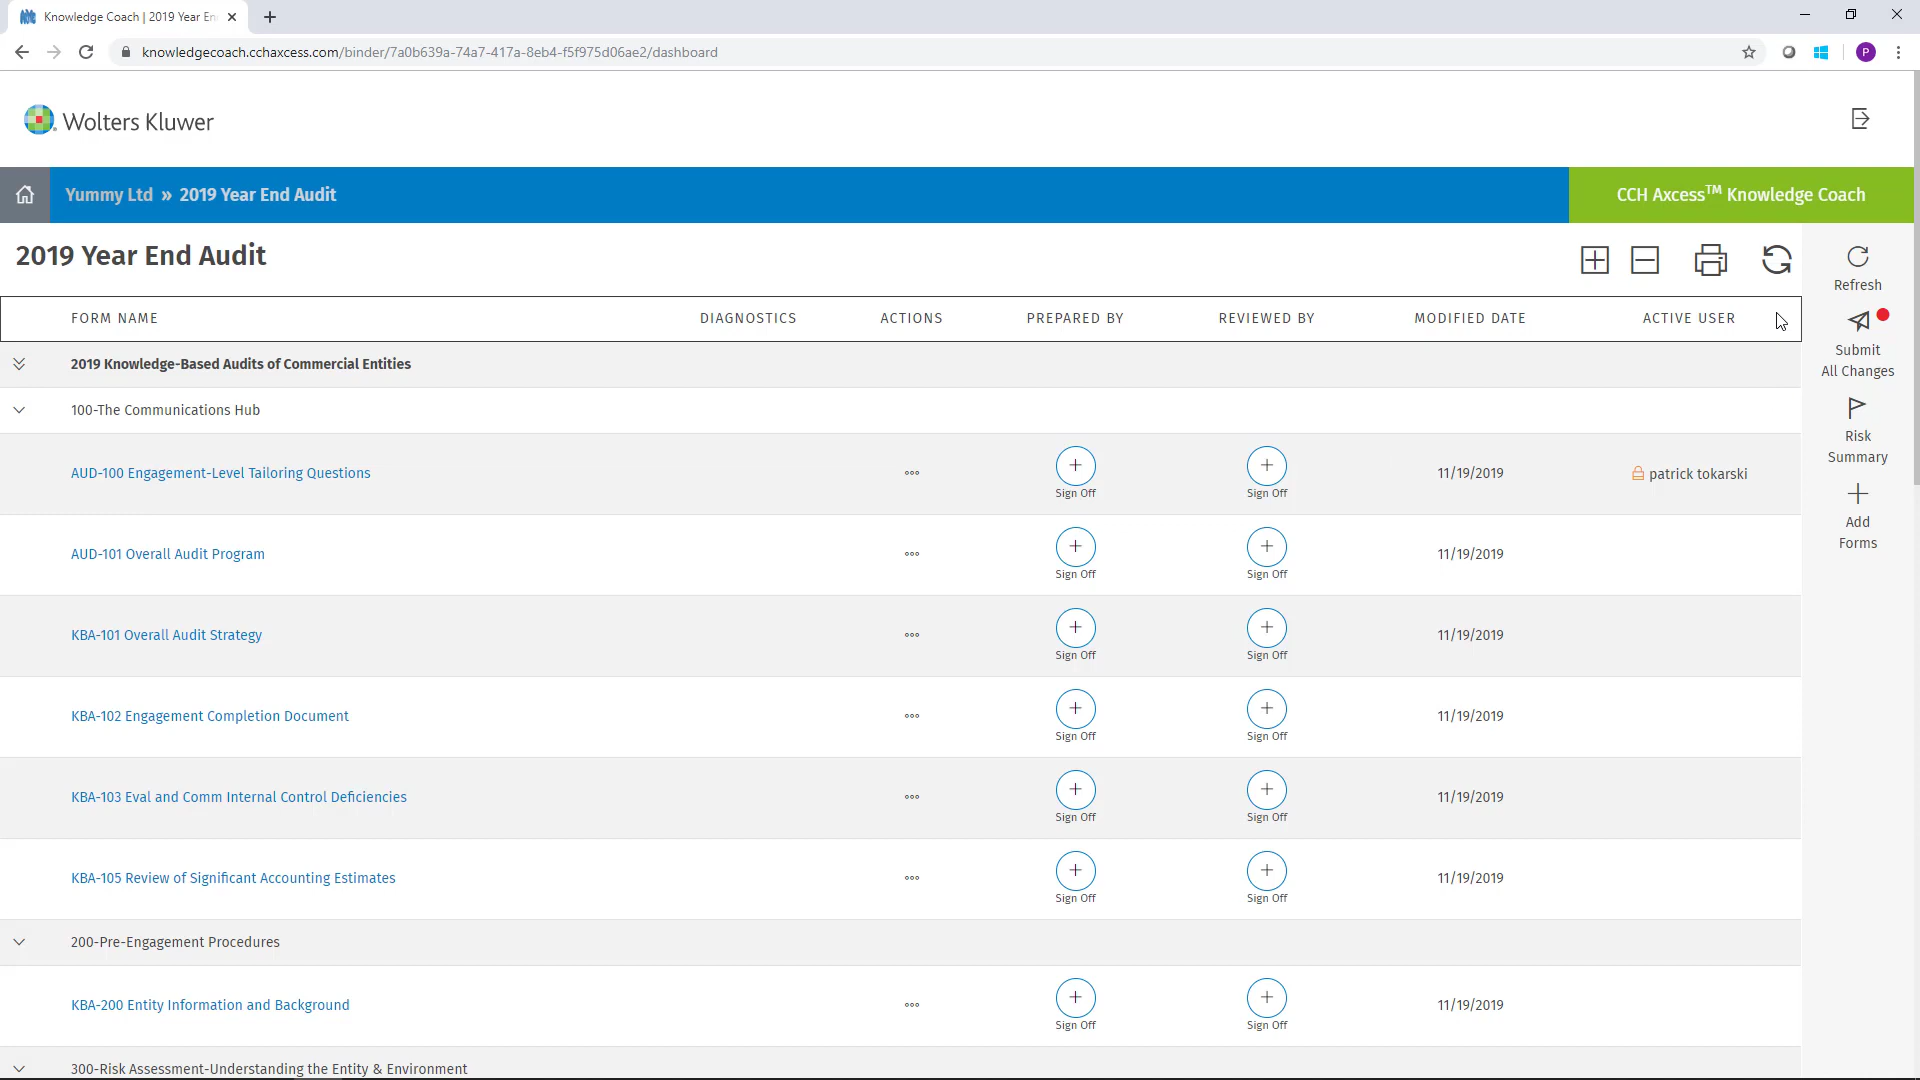 Knowledge Coach | 2019 Year En
knowledgecoach.cchaxcess.com/binder/7a0b639a-74a7-417a-8eb4-f5f975d06ae2/dashboard
P
Wolters Kluwer
Yummy Ltd » 2019 Year End Audit
CCH Axcess™ Knowledge Coach
2019 Year End Audit
Refresh
FORM NAME DIAGNOSTICS ACTIONS PREPARED BY REVIEWED BY MODIFIED DATE ACTIVE USER
Submit
All Changes
2019 Knowledge-Based Audits of Commercial Entities
100-The Communications Hub
Risk
Summary
AUD-100 Engagement-Level Tailoring Questions 11/19/2019 patrick tokarski
Sign Off Sign Off
Add
Forms
AUD-101 Overall Audit Program 11/19/2019
Sign Off Sign Off
KBA-101 Overall Audit Strategy 11/19/2019
Sign Off Sign Off
KBA-102 Engagement Completion Document 11/19/2019
Sign Off Sign Off
KBA-103 Eval and Comm Internal Control Deficiencies 11/19/2019
Sign Off Sign Off
KBA-105 Review of Significant Accounting Estimates 11/19/2019
Sign Off Sign Off
200-Pre-Engagement Procedures
KBA-200 Entity Information and Background 11/19/2019
Sign Off Sign Off
300-Risk Assessment-Understanding the Entity & Environment